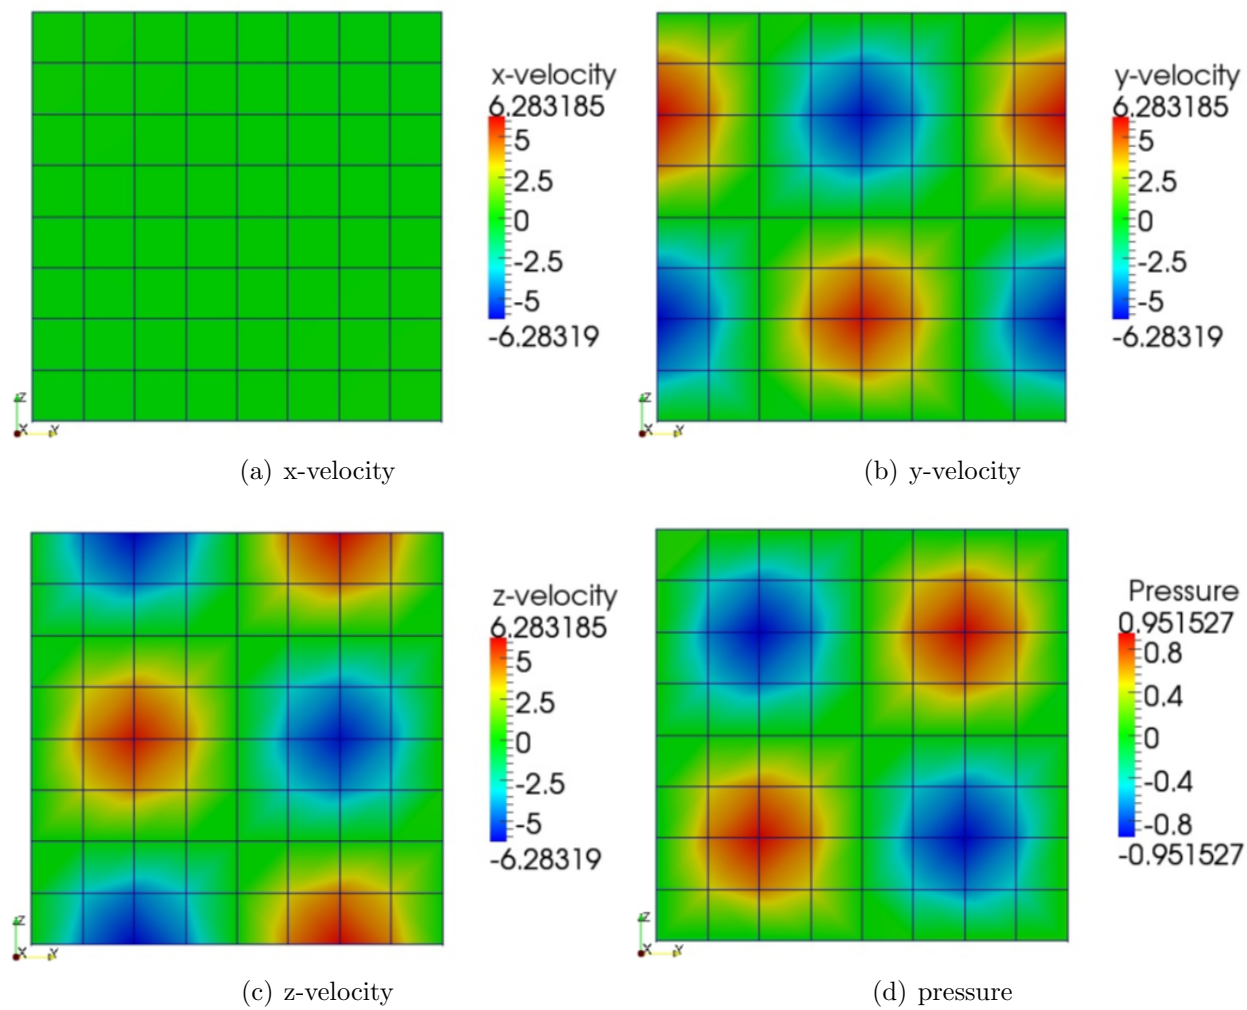 x-velocity
6.283185
5
2.5
0
-2.5
-5
-6.28319
Z
X Y
(a) x-velocity
y-velocity
6.283185
5
2.5
0
-2.5
-5
-6.28319
Z
X Y
(b) y-velocity
z-velocity
6.283185
5
2.5
0
-2.5
-5
-6.28319
Z
X Y
(c) z-velocity
Pressure
0.951527
0.8
0.4
0
-0.4
-0.8
-0.951527
Z
X Y
(d) pressure